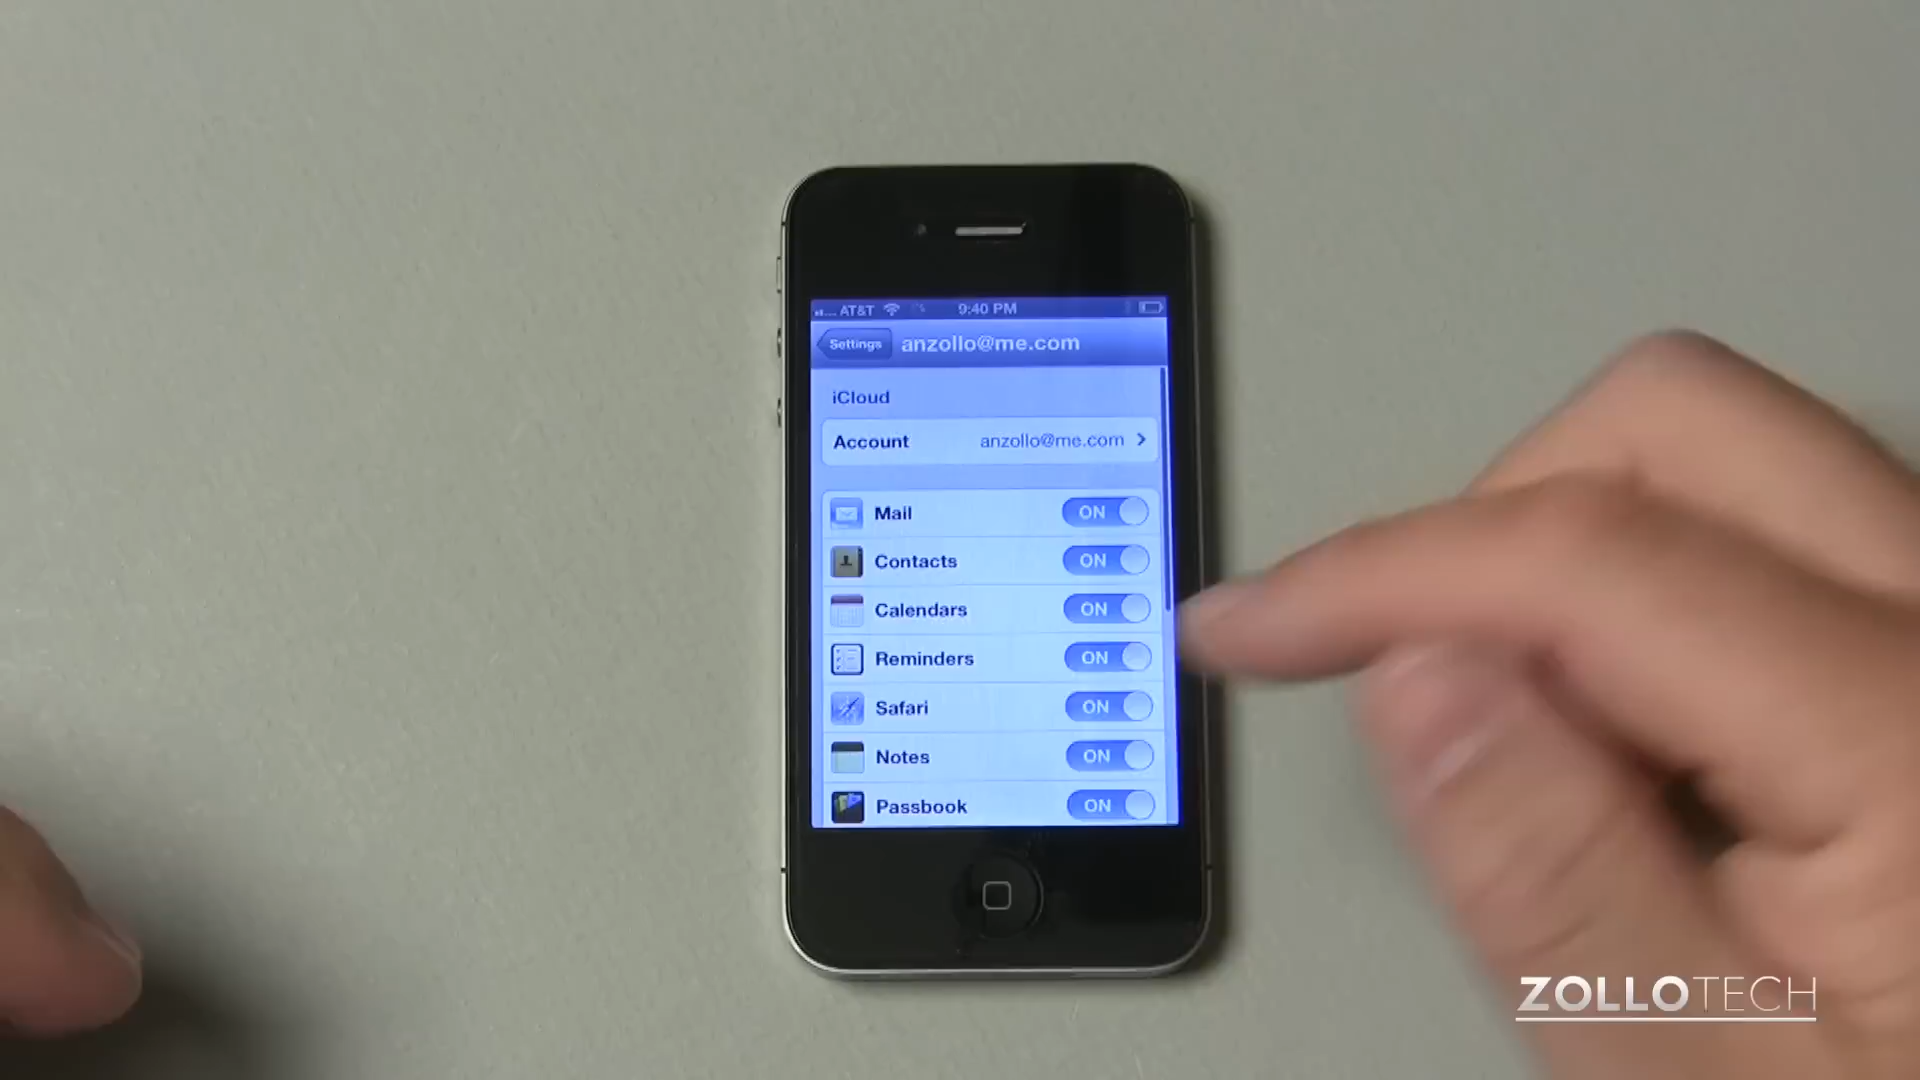 AT&T 9:40 PM
Settings anzollo@me.com
iCloud
Account anzollo@me.com
Mail ON
Contacts ON
Calendars ON
Reminders ON
Safari ON
Notes ON
Passbook ON
ZOLLOTECH